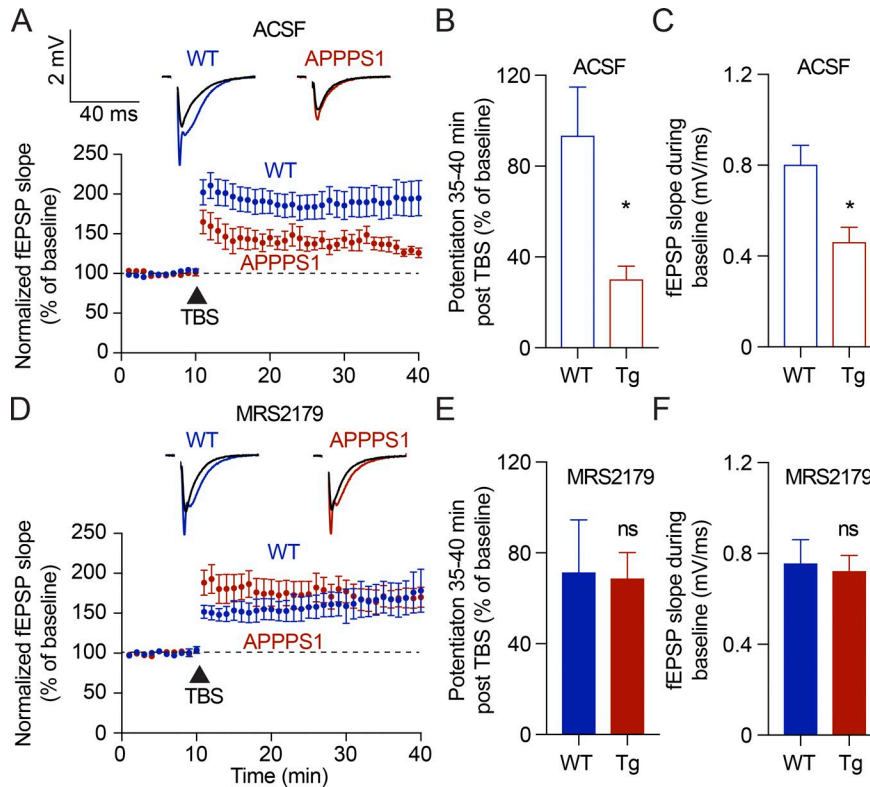 A
ACSF
2 mV
40 ms
WT
APPPS1
Normalized fEPSP slope
(% of baseline)
250
200
150
100
50
0
WT
APPPS1
TBS
0
10
20
30
40
B
Potentiaton 35-40 min
post TBS (% of baseline)
120
80
40
0
ACSF
*
WT
Tg
C
fEPSP slope during
baseline (mV/ms)
1.2
0.8
0.4
0
ACSF
*
WT
Tg
D
MRS2179
WT
APPPS1
Normalized fEPSP slope
(% of baseline)
250
200
150
100
50
0
WT
APPPS1
TBS
0
10
20
30
40
Time (min)
E
Potentiaton 35-40 min
post TBS (% of baseline)
120
80
40
0
MRS2179
ns
WT
Tg
F
fEPSP slope during
baseline (mV/ms)
1.2
0.8
0.4
0
MRS2179
ns
WT
Tg